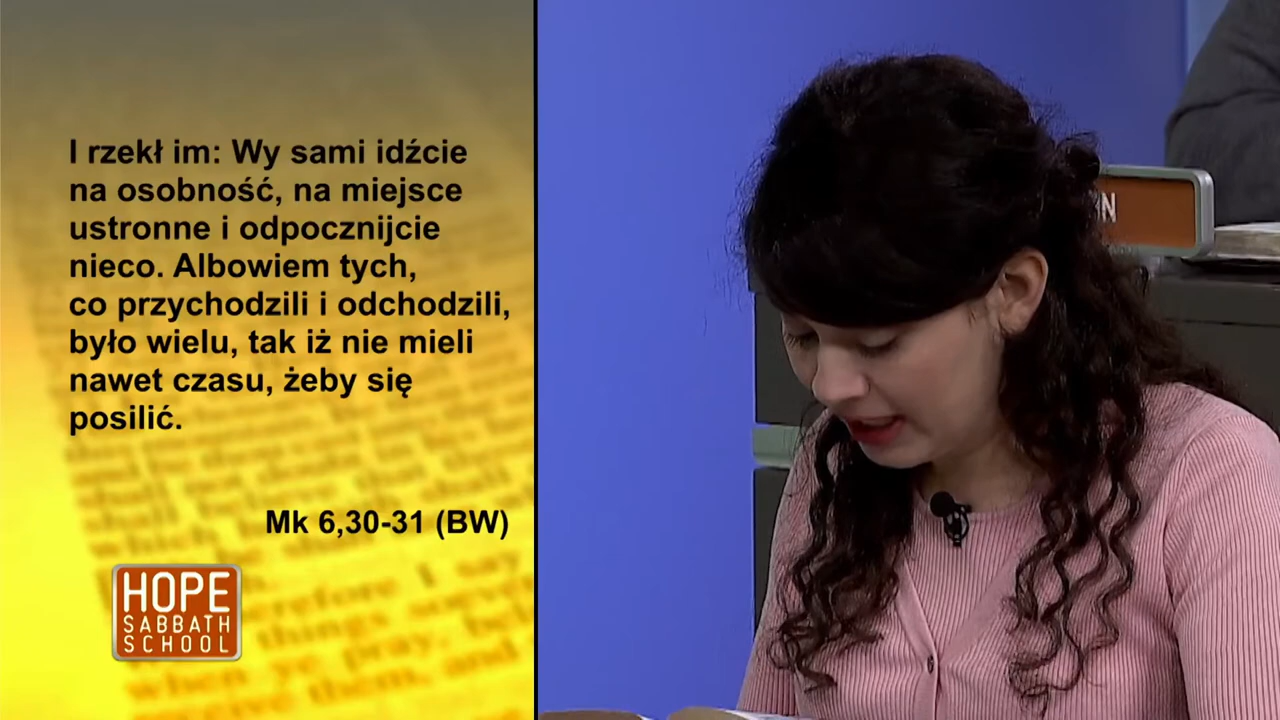 I rzekł im: Wy sami idźcie
na osobność, na miejsce
ustronne i odpocznijcie
nieco. Albowiem tych,
co przychodzili i odchodzili,
było wielu, tak iż nie mieli
nawet czasu, żeby się
posilić.
Mk 6,30-31 (BW)
HOPE
SABBATH
SCHOOL